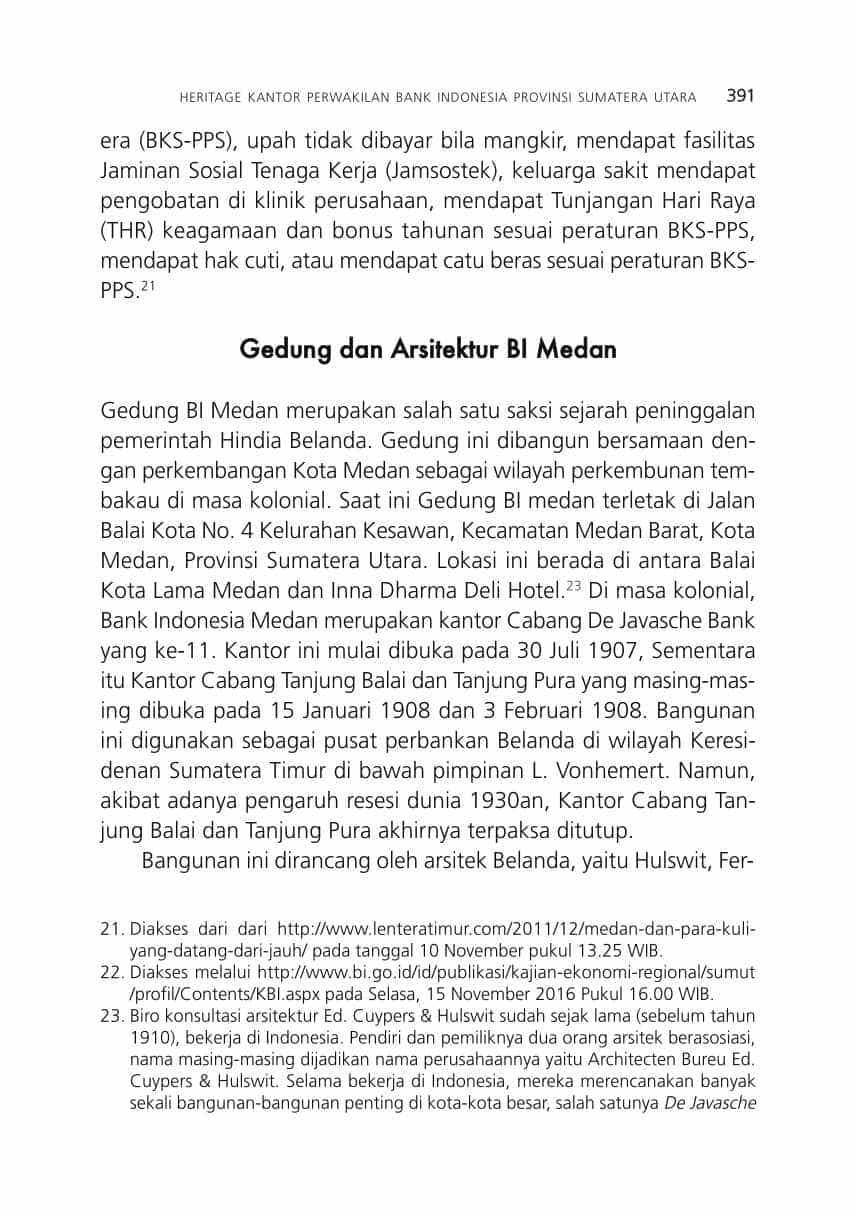 HERITAGE KANTOR PERWAKILAN BANK INDONESIA PROVINSI SUMATERA UTARA 391
era (BKS-PPS), upah tidak dibayar bila mangkir, mendapat fasilitas
Jaminan Sosial Tenaga Kerja (Jamsostek), keluarga sakit mendapat
pengobatan di klinik perusahaan, mendapat Tunjangan Hari Raya
(THR) keagamaan dan bonus tahunan sesuai peraturan BKS-PPS,
mendapat hak cuti, atau mendapat catu beras sesuai peraturan BKS-
PPS.21
Gedung dan Arsitektur BI Medan
Gedung BI Medan merupakan salah satu saksi sejarah peninggalan
pemerintah Hindia Belanda. Gedung ini dibangun bersamaan den-
gan perkembangan Kota Medan sebagai wilayah perkembunan tem-
bakau di masa kolonial. Saat ini Gedung BI medan terletak di Jalan
Balai Kota No. 4 Kelurahan Kesawan, Kecamatan Medan Barat, Kota
Medan, Provinsi Sumatera Utara. Lokasi ini berada di antara Balai
Kota Lama Medan dan Inna Dharma Deli Hotel.23 Di masa kolonial,
Bank Indonesia Medan merupakan kantor Cabang De Javasche Bank
yang ke-11. Kantor ini mulai dibuka pada 30 Juli 1907, Sementara
itu Kantor Cabang Tanjung Balai dan Tanjung Pura yang masing-mas-
ing dibuka pada 15 Januari 1908 dan 3 Februari 1908. Bangunan
ini digunakan sebagai pusat perbankan Belanda di wilayah Keresi-
denan Sumatera Timur di bawah pimpinan L. Vonhemert. Namun,
akibat adanya pengaruh resesi dunia 1930an, Kantor Cabang Tan-
jung Balai dan Tanjung Pura akhirnya terpaksa ditutup.
Bangunan ini dirancang oleh arsitek Belanda, yaitu Hulswit, Fer-
21. Diakses dari dari http://www.lenteratimur.com/2011/12/medan-dan-para-kuli-
yang-datang-dari-jauh/ pada tanggal 10 November pukul 13.25 WIB.
22. Diakses melalui http://www.bi.go.id/id/publikasi/kajian-ekonomi-regional/sumut
/profil/Contents/KBI.aspx pada Selasa, 15 November 2016 Pukul 16.00 WIB.
23. Biro konsultasi arsitektur Ed. Cuypers & Hulswit sudah sejak lama (sebelum tahun
1910), bekerja di Indonesia. Pendiri dan pemiliknya dua orang arsitek berasosiasi,
nama masing-masing dijadikan nama perusahaannya yaitu Architecten Bureu Ed.
Cuypers & Hulswit. Selama bekerja di Indonesia, mereka merencanakan banyak
sekali bangunan-bangunan penting di kota-kota besar, salah satunya De Javasche